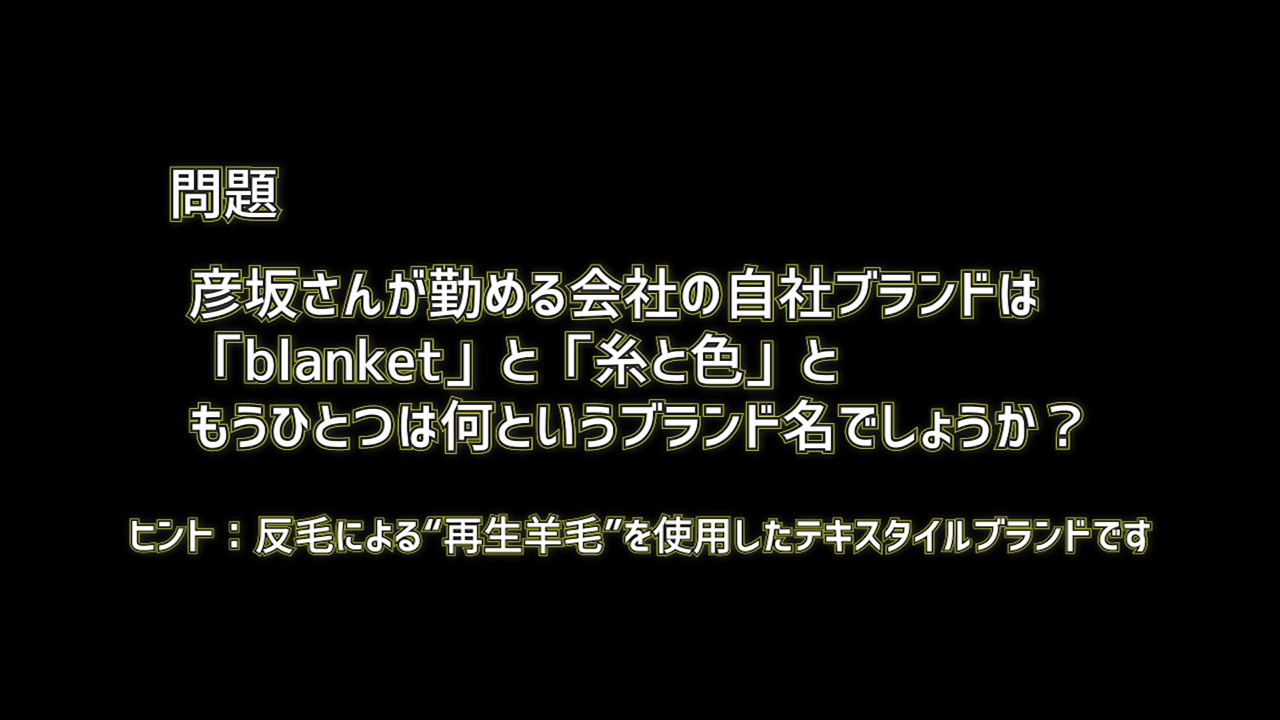 問題
彦坂さんが勤める会社の自社ブランドは
「blanket」と「糸と色」と
もうひとつは何というブランド名でしょうか？
ヒント：反毛による“再生羊毛”を使用したテキスタイルブランドです